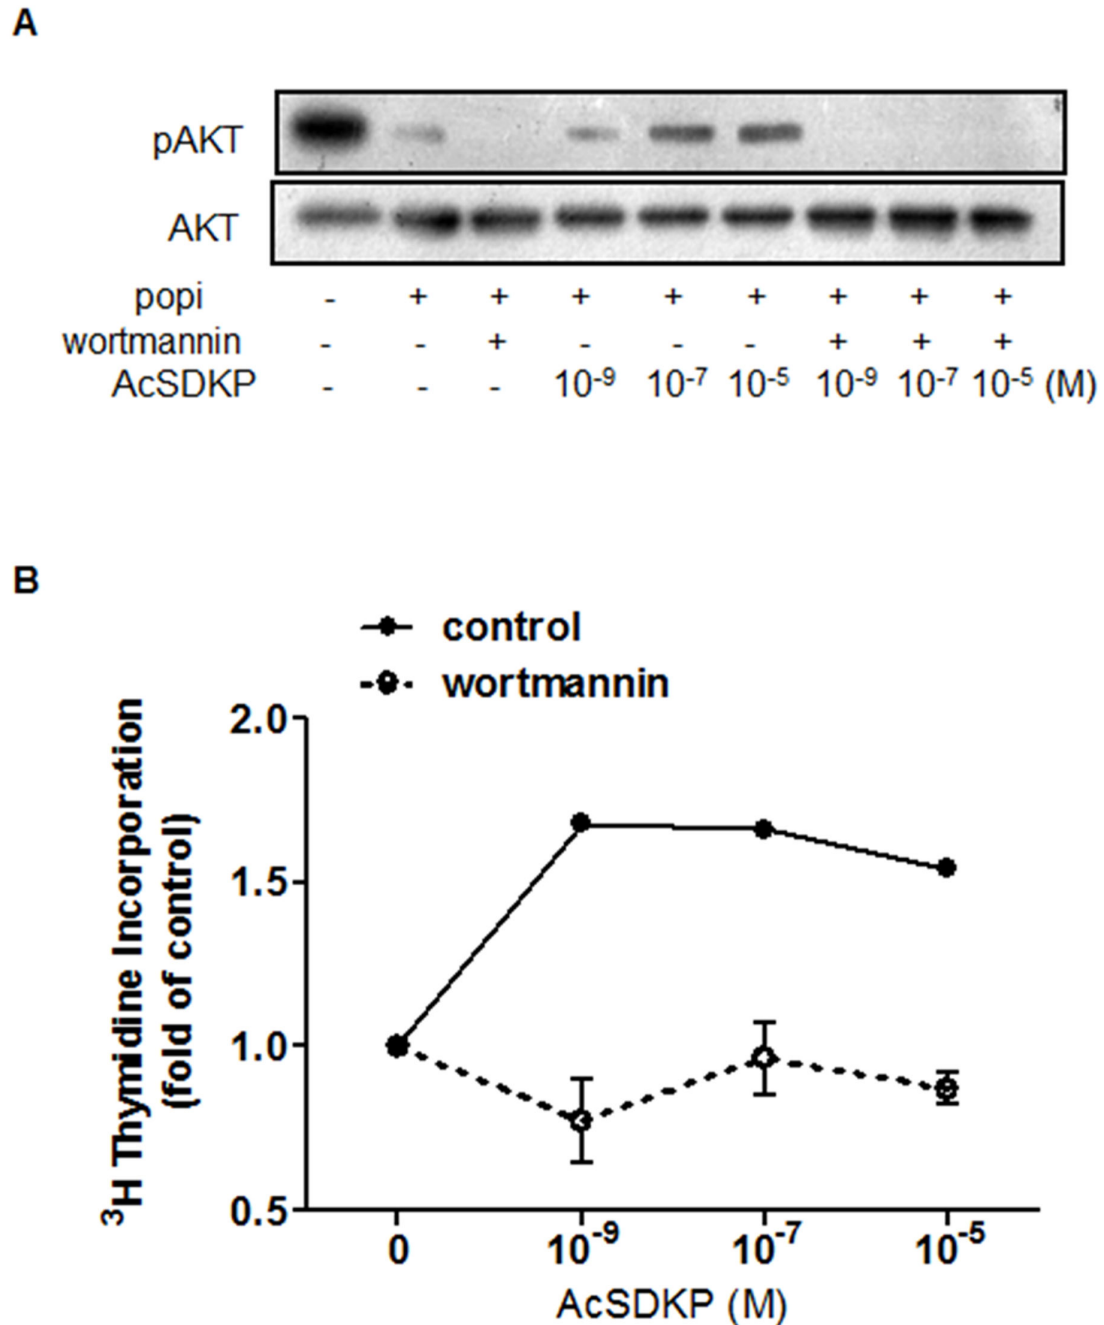 A
pAKT
AKT
popi - + + + + + + + +
wortmannin - - + - - - + + +
AcSDKP - - - 10⁻⁹ 10⁻⁷ 10⁻⁵ 10⁻⁹ 10⁻⁷ 10⁻⁵ (M)
B
control
wortmannin
³H Thymidine Incorporation
(fold of control)
2.0
1.5
1.0
0.5
0 10⁻⁹ 10⁻⁷ 10⁻⁵
AcSDKP (M)